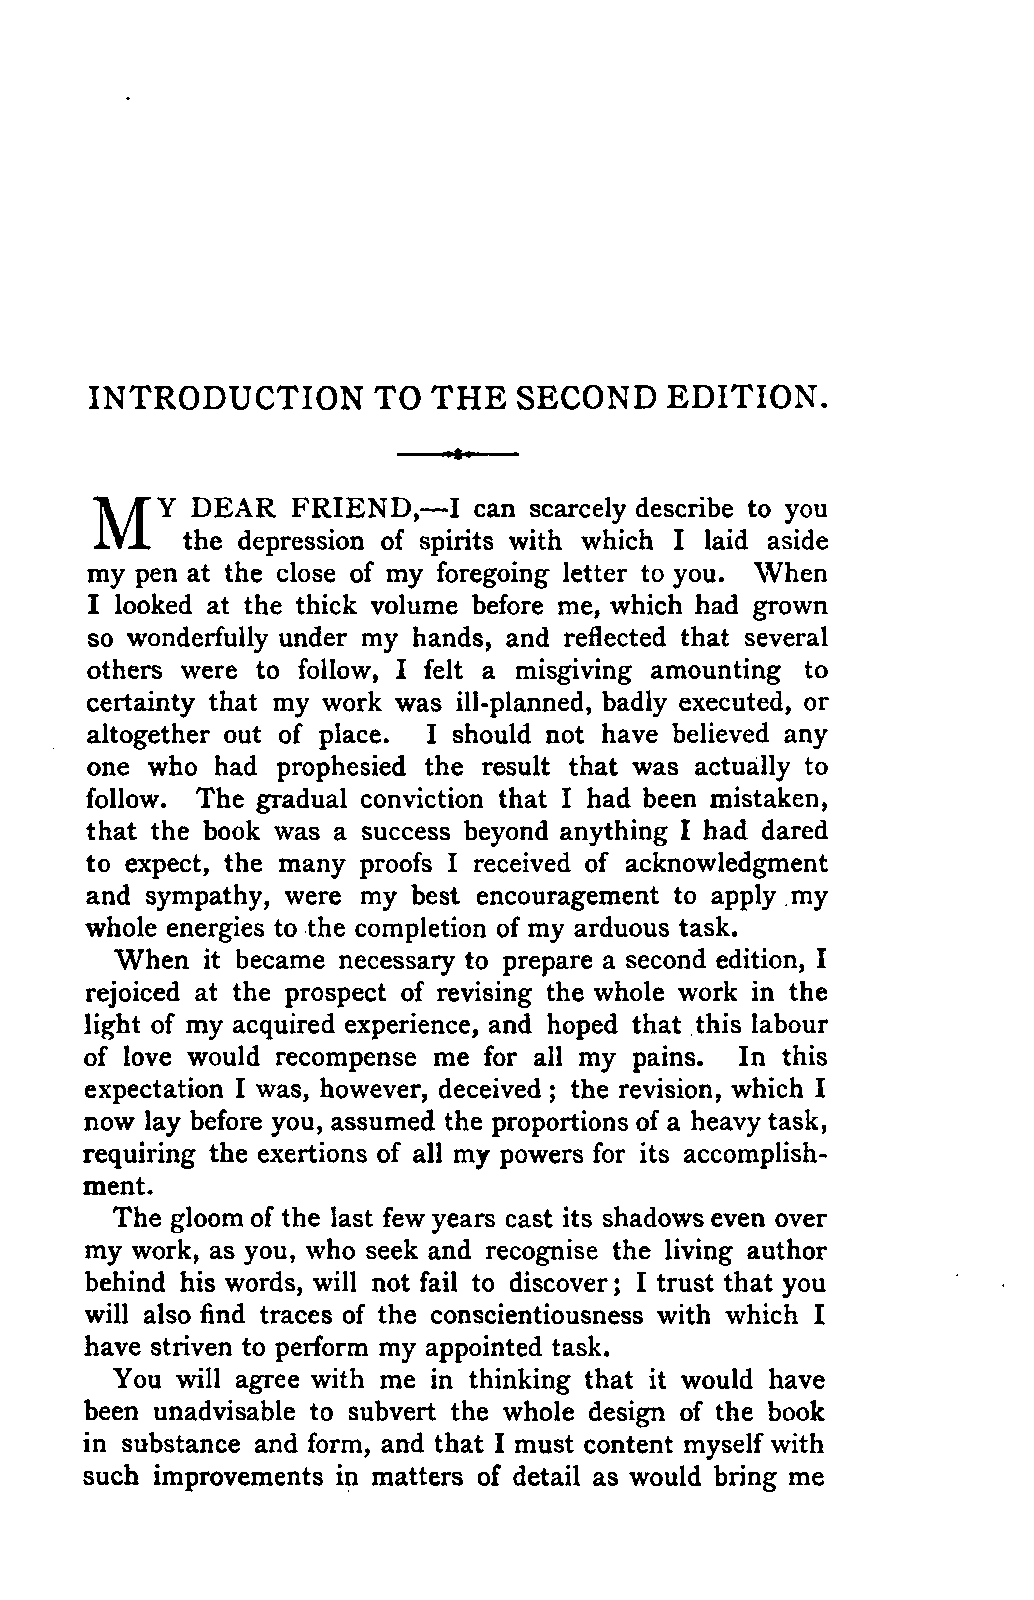 INTRODUCTION TO THE SECOND EDITION.
MY DEAR FRIEND,—I can scarcely describe to you
the depression of spirits with which I laid aside
my pen at the close of my foregoing letter to you. When
I looked at the thick volume before me, which had grown
so wonderfully under my hands, and reflected that several
others were to follow, I felt a misgiving amounting to
certainty that my work was ill-planned, badly executed, or
altogether out of place. I should not have believed any
one who had prophesied the result that was actually to
follow. The gradual conviction that I had been mistaken,
that the book was a success beyond anything I had dared
to expect, the many proofs I received of acknowledgment
and sympathy, were my best encouragement to apply my
whole energies to the completion of my arduous task.
When it became necessary to prepare a second edition, I
rejoiced at the prospect of revising the whole work in the
light of my acquired experience, and hoped that this labour
of love would recompense me for all my pains. In this
expectation I was, however, deceived; the revision, which I
now lay before you, assumed the proportions of a heavy task,
requiring the exertions of all my powers for its accomplish-
ment.
The gloom of the last few years cast its shadows even over
my work, as you, who seek and recognise the living author
behind his words, will not fail to discover; I trust that you
will also find traces of the conscientiousness with which I
have striven to perform my appointed task.
You will agree with me in thinking that it would have
been unadvisable to subvert the whole design of the book
in substance and form, and that I must content myself with
such improvements in matters of detail as would bring me